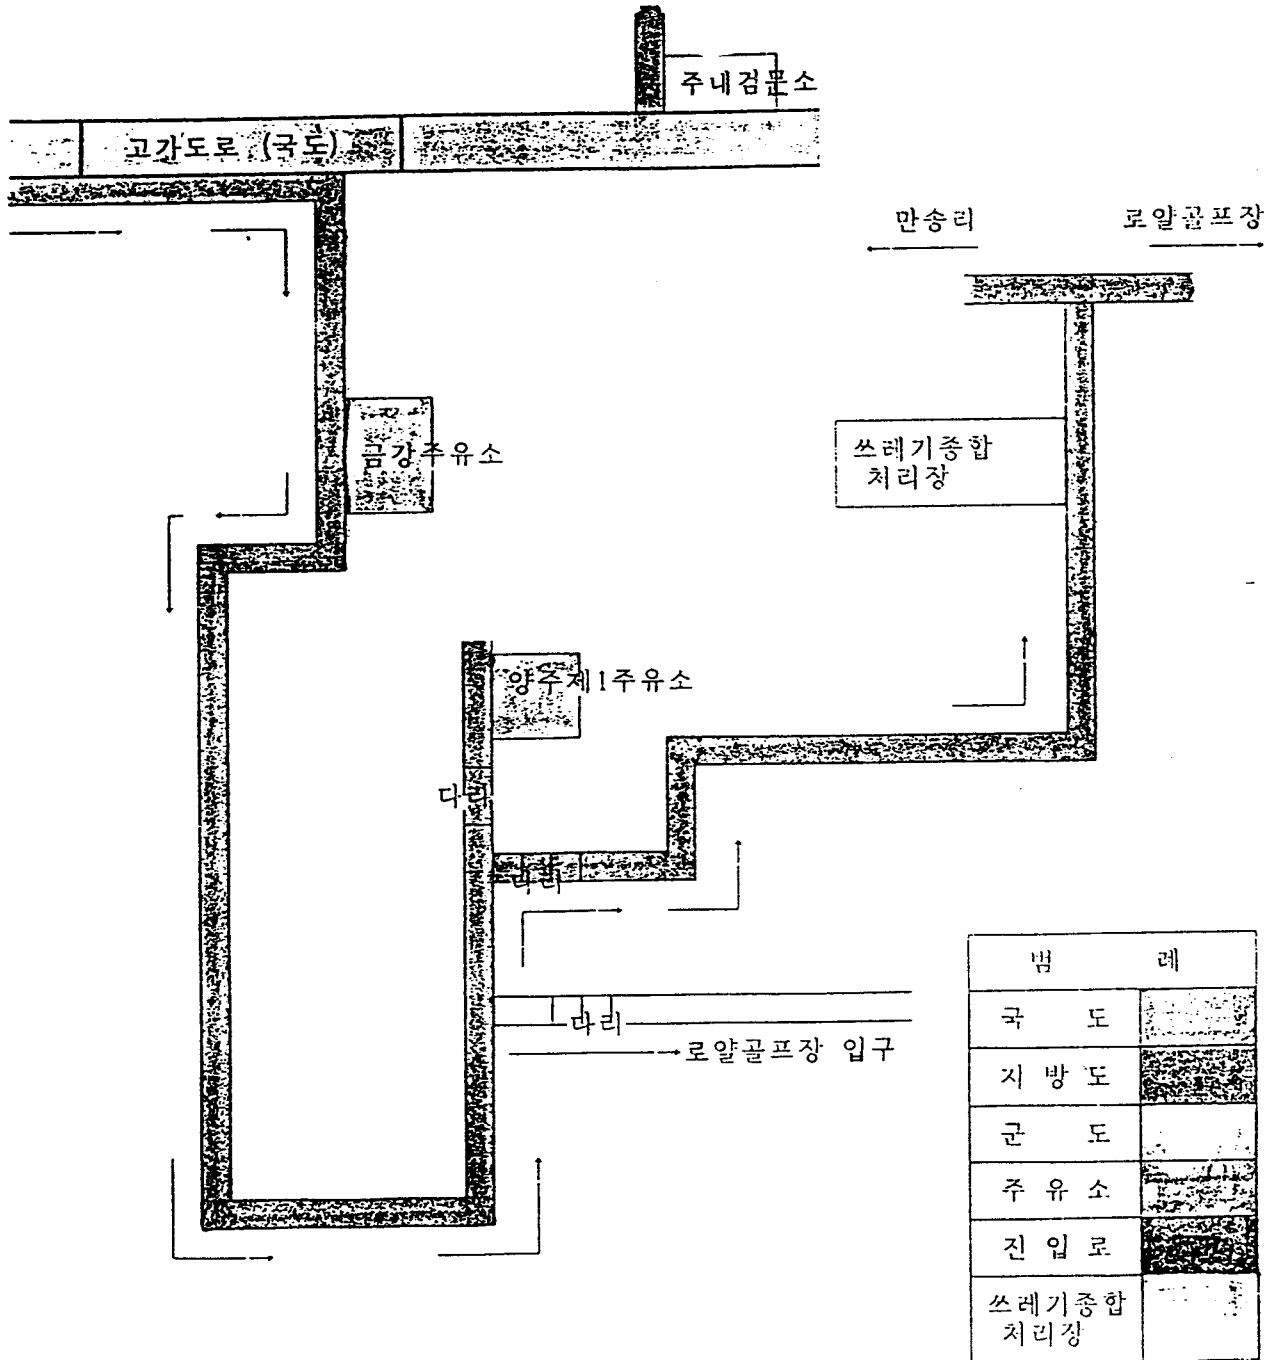 주내검문소
고가도로 (국도)
만송리
로얄골프장
금강주유소
쓰레기종합
처리장
양주제1주유소
다리
다리
다리
로얄골프장 입구
범 례
국 도
지 방 도
군 도
주 유 소
진 입 로
쓰레기종합
처리장